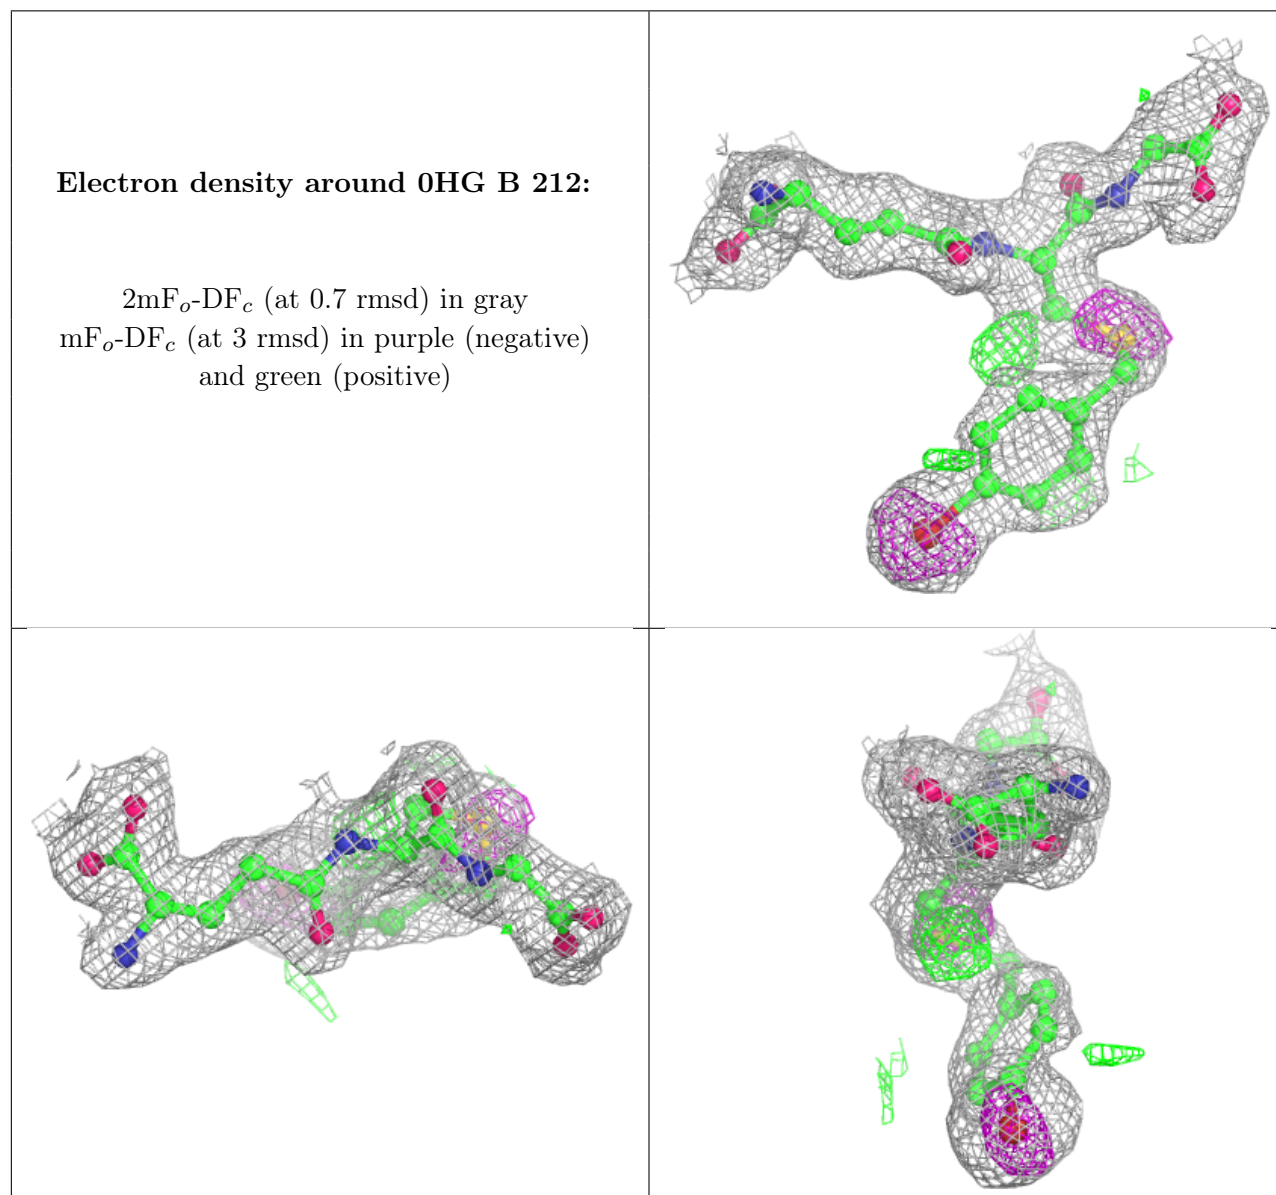 Electron density around 0HG B 212:
2mFo-DFc (at 0.7 rmsd) in gray
mFo-DFc (at 3 rmsd) in purple (negative)
and green (positive)